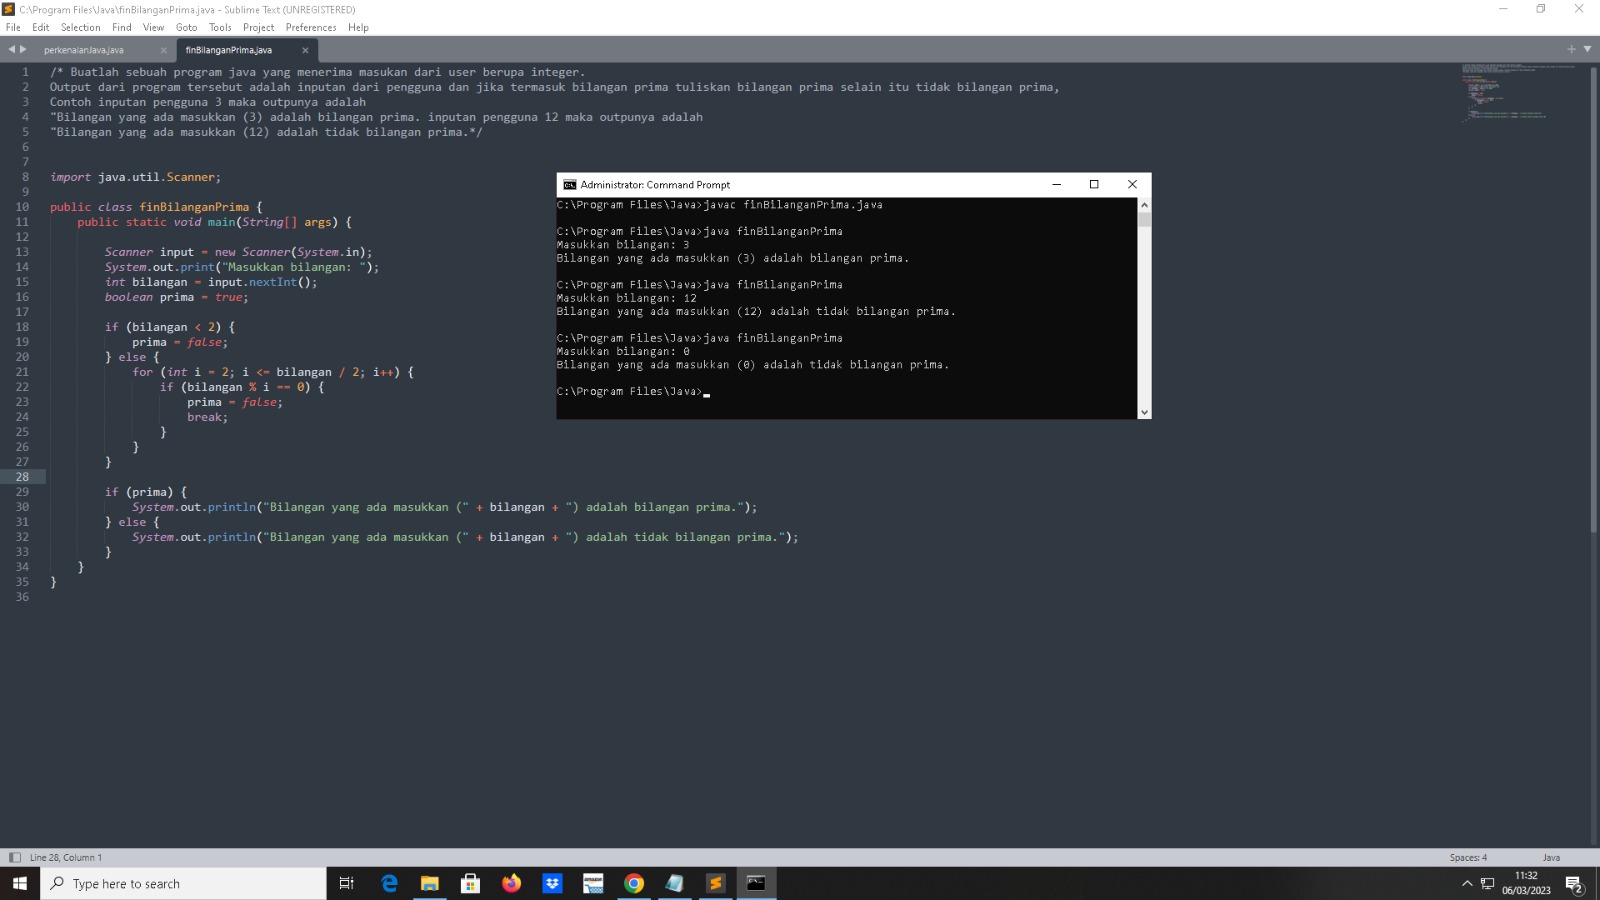 C:\Program Files\Java\finBilanganPrima.java - Sublime Text (UNREGISTERED)
File Edit Selection Find View Goto Tools Project Preferences Help
perkenalanJava.java finBilanganPrima.java
1 /* Buatlah sebuah program java yang menerima masukan dari user berupa integer.
2 Output dari program tersebut adalah inputan dari pengguna dan jika termasuk bilangan prima tuliskan bilangan prima selain itu tidak bilangan prima,
3 Contoh inputan pengguna 3 maka outpunya adalah
4 "Bilangan yang ada masukkan (3) adalah bilangan prima. inputan pengguna 12 maka outpunya adalah
5 "Bilangan yang ada masukkan (12) adalah tidak bilangan prima.*/
6
7
8 import java.util.Scanner;
9
10 public class finBilanganPrima {
11 public static void main(String[] args) {
12
13 Scanner input = new Scanner(System.in);
14 System.out.print("Masukkan bilangan: ");
15 int bilangan = input.nextInt();
16 boolean prima = true;
17
18 if (bilangan < 2) {
19 prima = false;
20 } else {
21 for (int i = 2; i <= bilangan / 2; i++) {
22 if (bilangan % i == 0) {
23 prima = false;
24 break;
25 }
26 }
27 }
28
29 if (prima) {
30 System.out.println("Bilangan yang ada masukkan (" + bilangan + ") adalah bilangan prima.");
31 } else {
32 System.out.println("Bilangan yang ada masukkan (" + bilangan + ") adalah tidak bilangan prima.");
33 }
34 }
35 }
36
Administrator: Command Prompt
C:\Program Files\Java>javac finBilanganPrima.java
C:\Program Files\Java>java finBilanganPrima
Masukkan bilangan: 3
Bilangan yang ada masukkan (3) adalah bilangan prima.
C:\Program Files\Java>java finBilanganPrima
Masukkan bilangan: 12
Bilangan yang ada masukkan (12) adalah tidak bilangan prima.
C:\Program Files\Java>java finBilanganPrima
Masukkan bilangan: 0
Bilangan yang ada masukkan (0) adalah tidak bilangan prima.
C:\Program Files\Java>
Line 28, Column 1 Spaces: 4 Java
Type here to search
11:32
06/03/2023
2